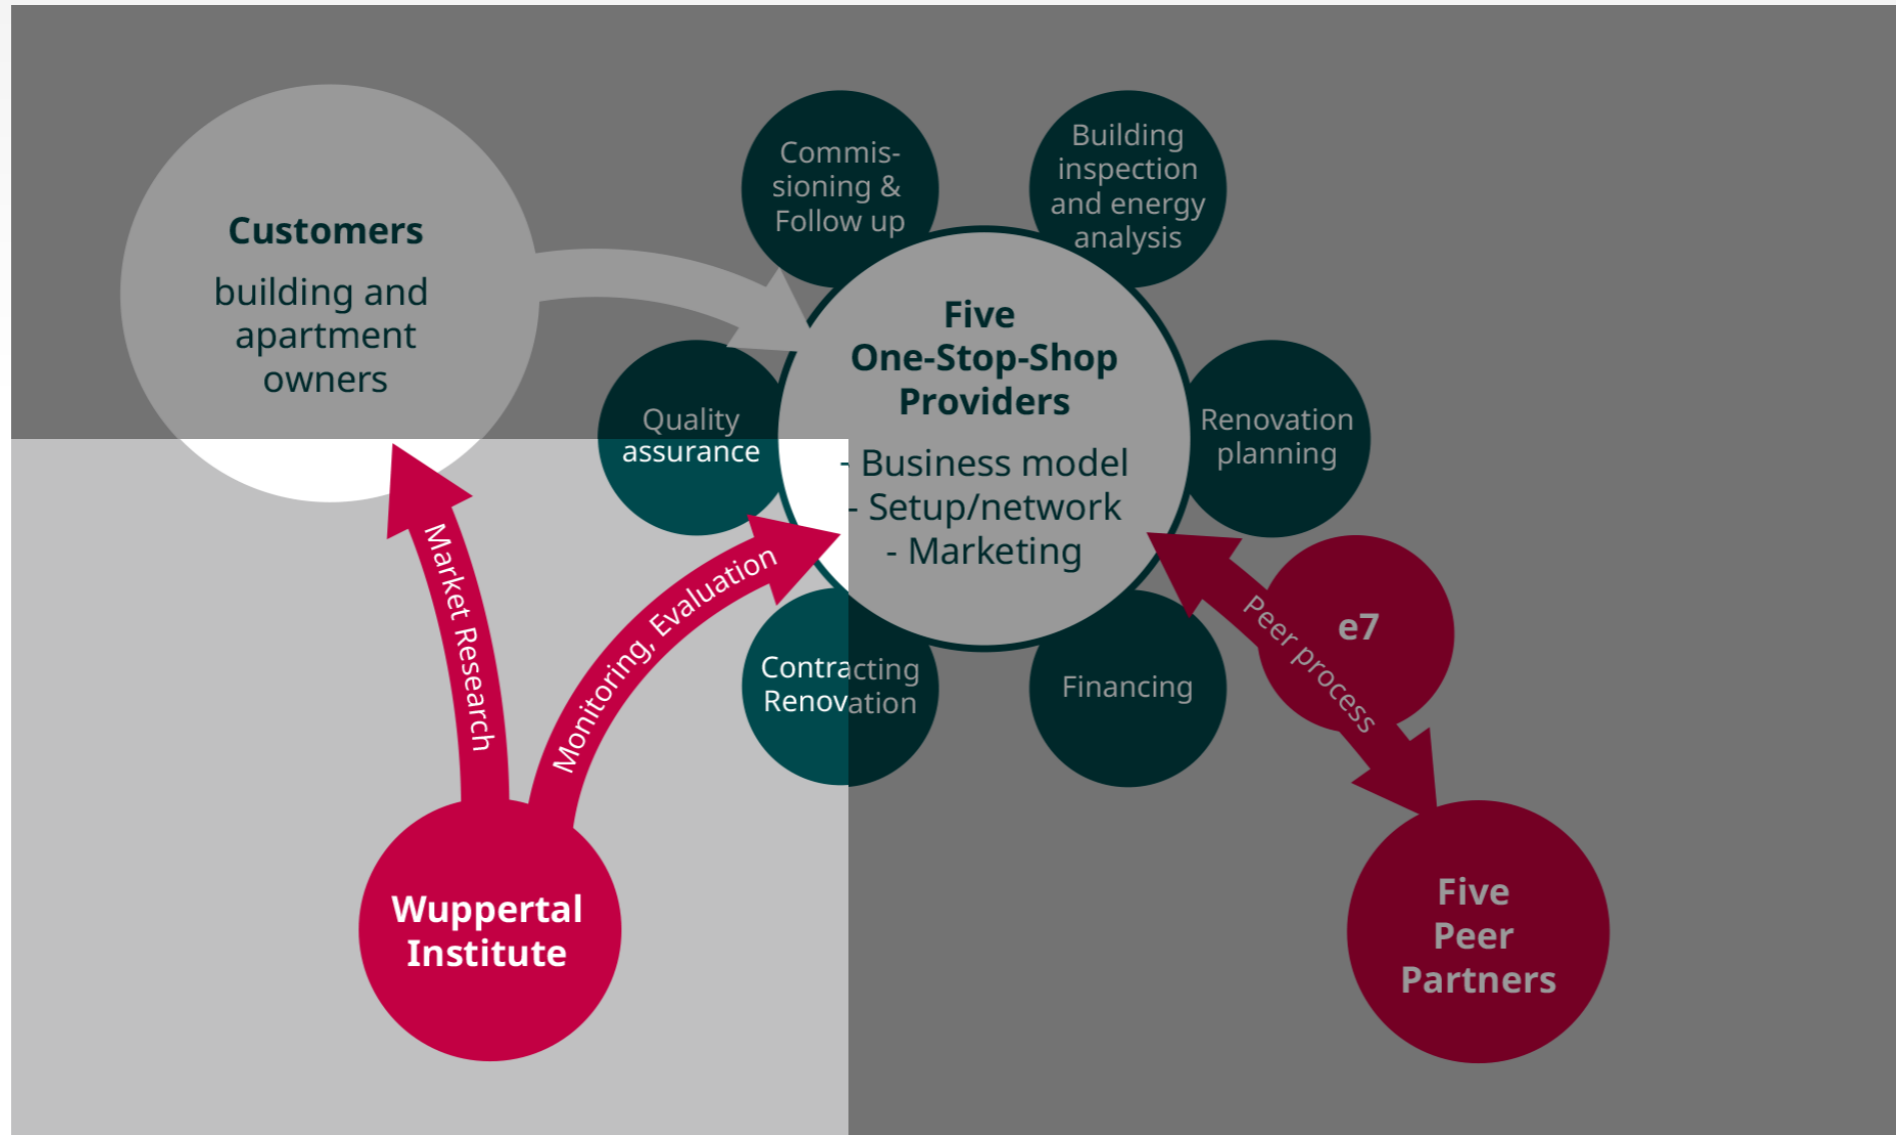 Customers
building and
apartment
owners
Commis-
sioning &
Follow up
Building
inspection
and energy
analysis
Five
One-Stop-Shop
Providers
- Business model
- Setup/network
- Marketing
Quality
assurance
Renovation
planning
Contracting
Renovation
Financing
Market Research
Monitoring, Evaluation
Peer process
e7
Wuppertal
Institute
Five
Peer
Partners